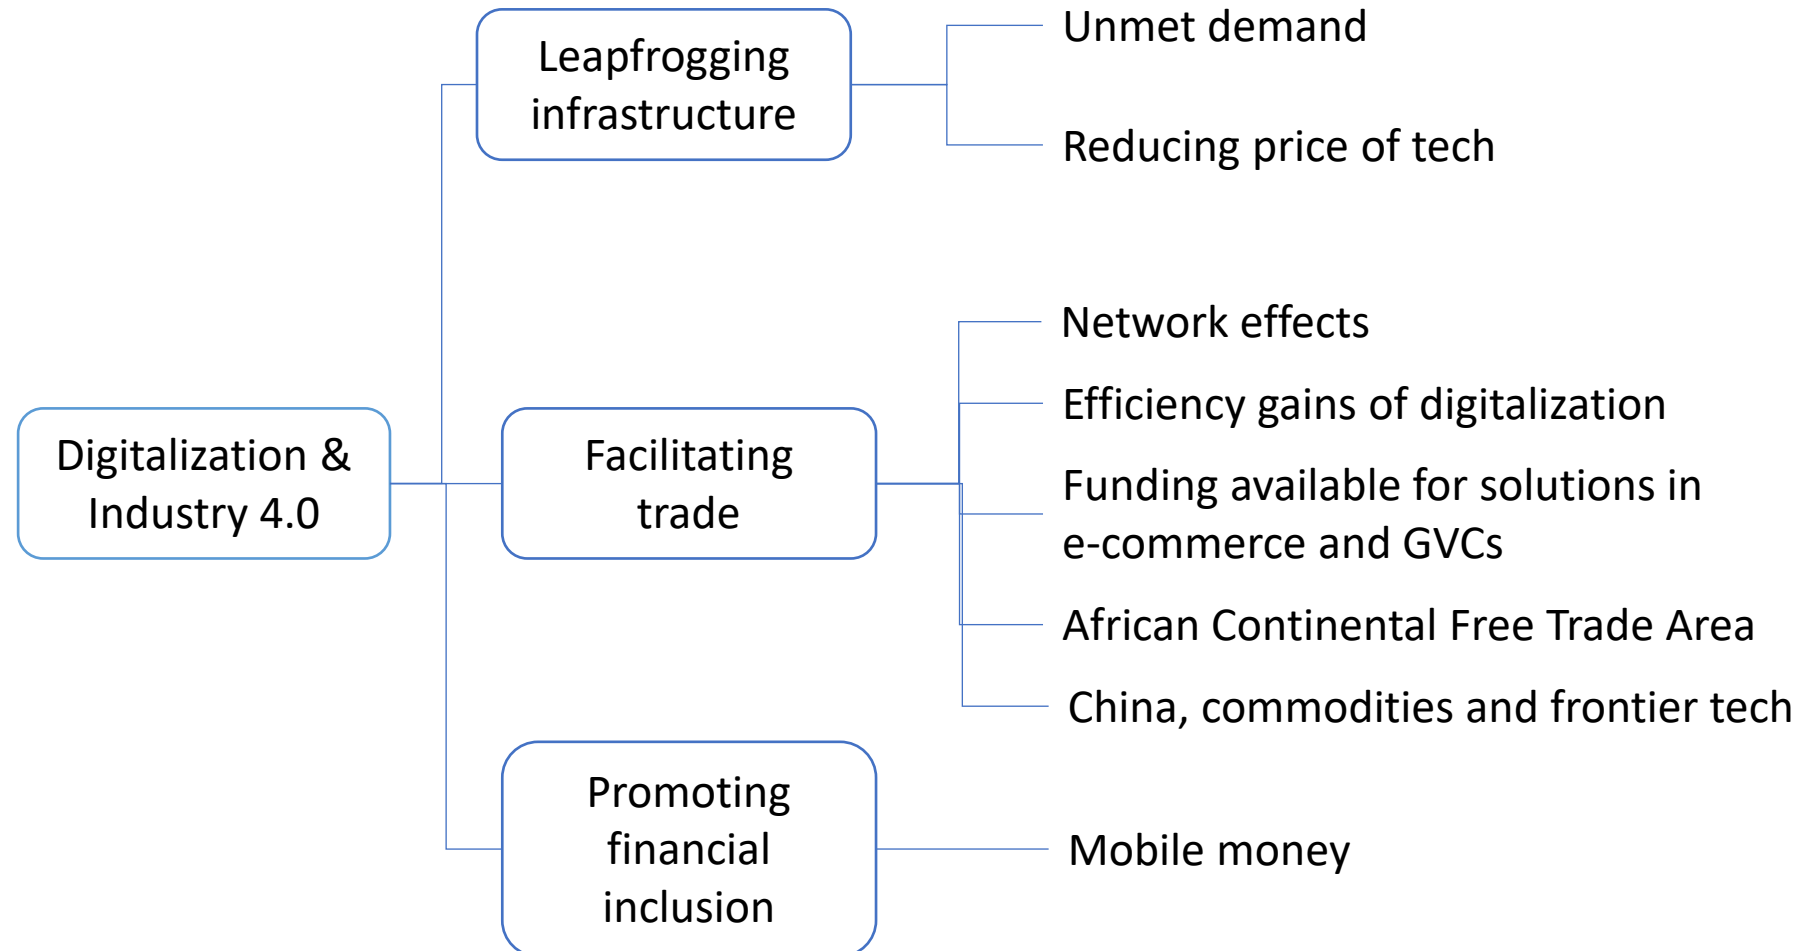 Leapfrogging
infrastructure
Unmet demand
Reducing price of tech
Digitalization &
Industry 4.0
Facilitating
trade
Network effects
Efficiency gains of digitalization
Funding available for solutions in
e-commerce and GVCs
African Continental Free Trade Area
China, commodities and frontier tech
Promoting
financial
inclusion
Mobile money